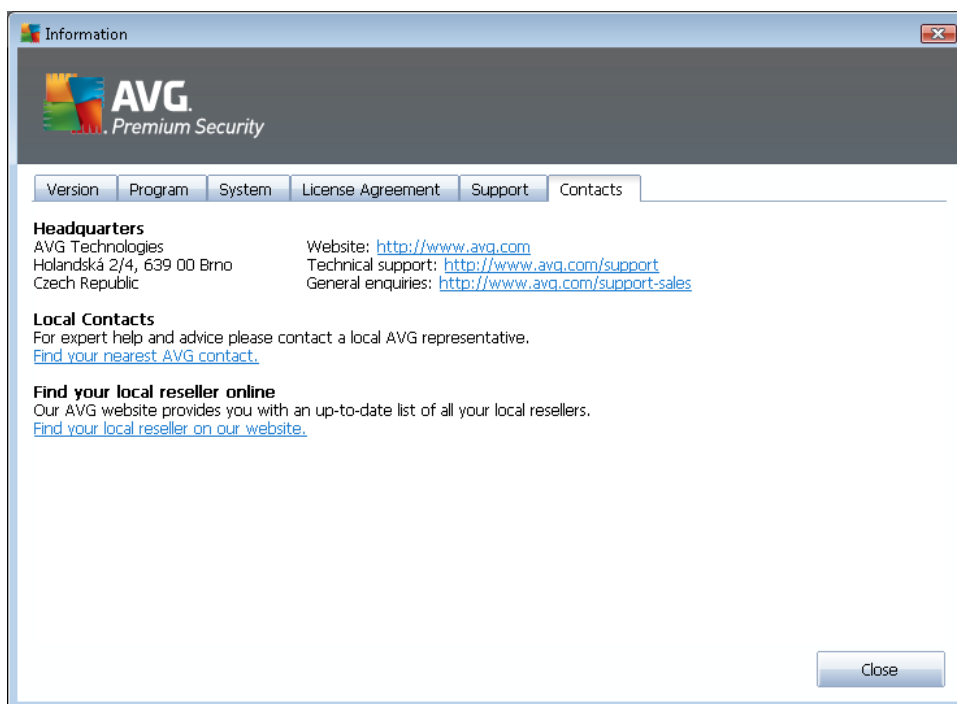 Information
AVG.
Premium Security
Version Program System License Agreement Support Contacts
Headquarters
AVG Technologies
Holandská 2/4, 639 00 Brno
Czech Republic
Website: http://www.avg.com
Technical support: http://www.avg.com/support
General enquiries: http://www.avg.com/support-sales
Local Contacts
For expert help and advice please contact a local AVG representative.
Find your nearest AVG contact.
Find your local reseller online
Our AVG website provides you with an up-to-date list of all your local resellers.
Find your local reseller on our website.
Close